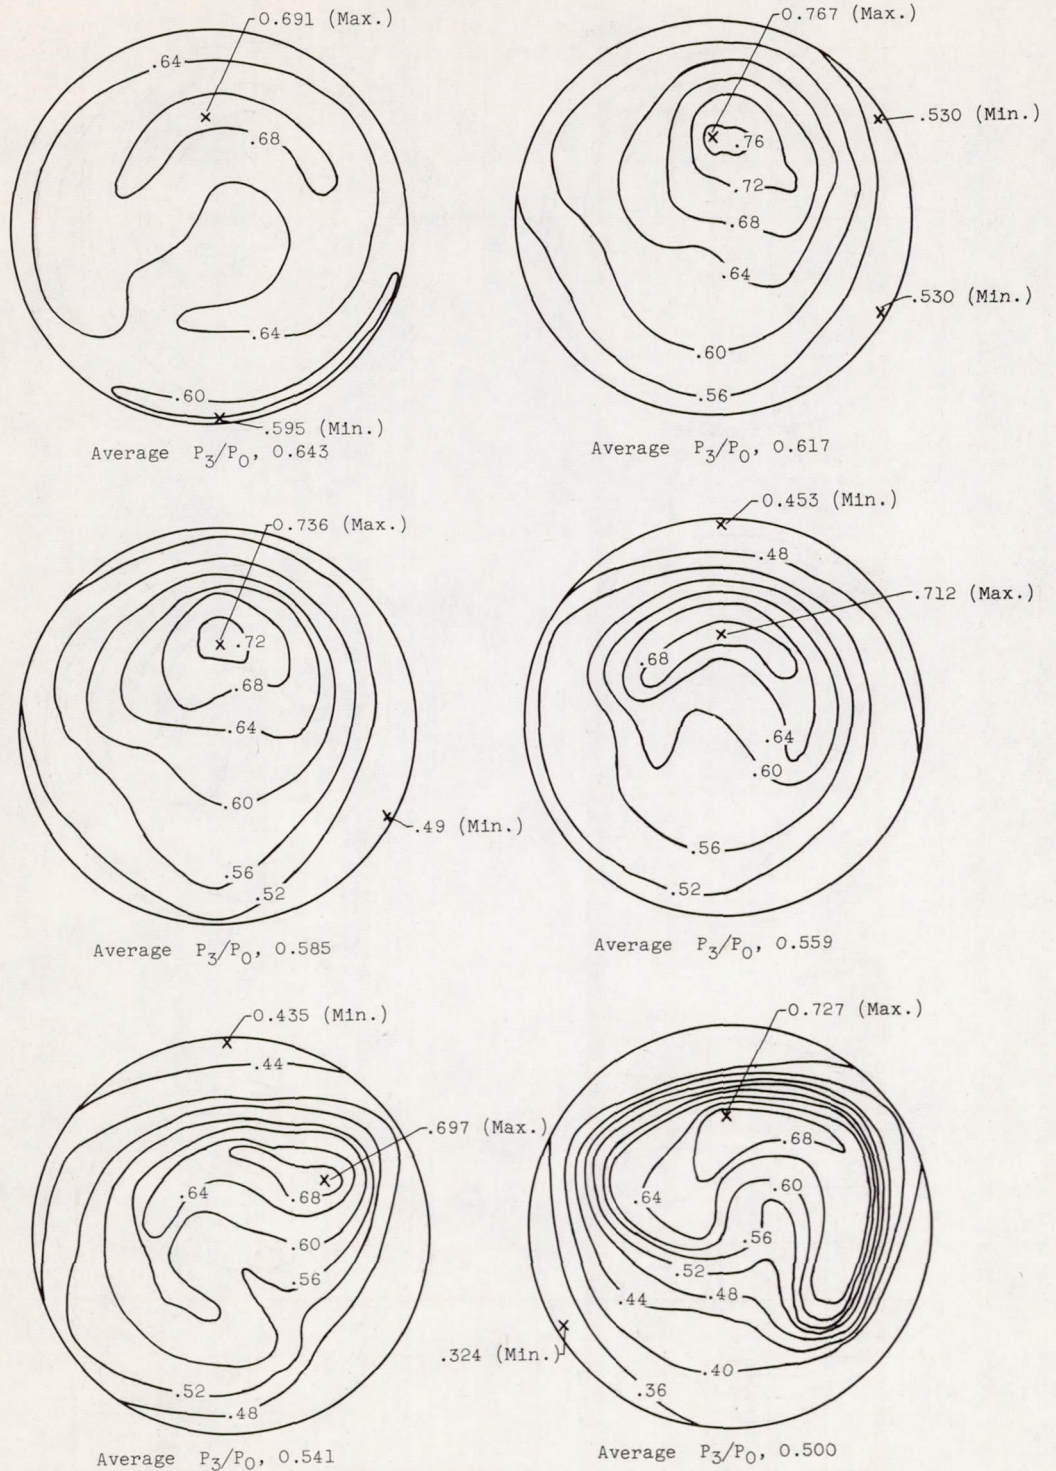 0.691 (Max.)
.64
.68
.64
.60
.595 (Min.)
Average P3/P0, 0.643
0.767 (Max.)
.530 (Min.)
.76
.72
.68
.64
.530 (Min.)
.60
.56
Average P3/P0, 0.617
0.736 (Max.)
.72
.68
.64
.60
.49 (Min.)
.56
.52
Average P3/P0, 0.585
0.453 (Min.)
.48
.712 (Max.)
.68
.64
.60
.56
.52
Average P3/P0, 0.559
0.435 (Min.)
.44
.697 (Max.)
.64
.68
.60
.56
.52
.48
Average P3/P0, 0.541
0.727 (Max.)
.68
.64
.60
.56
.52
.48
.44
.324 (Min.)
.40
.36
Average P3/P0, 0.500